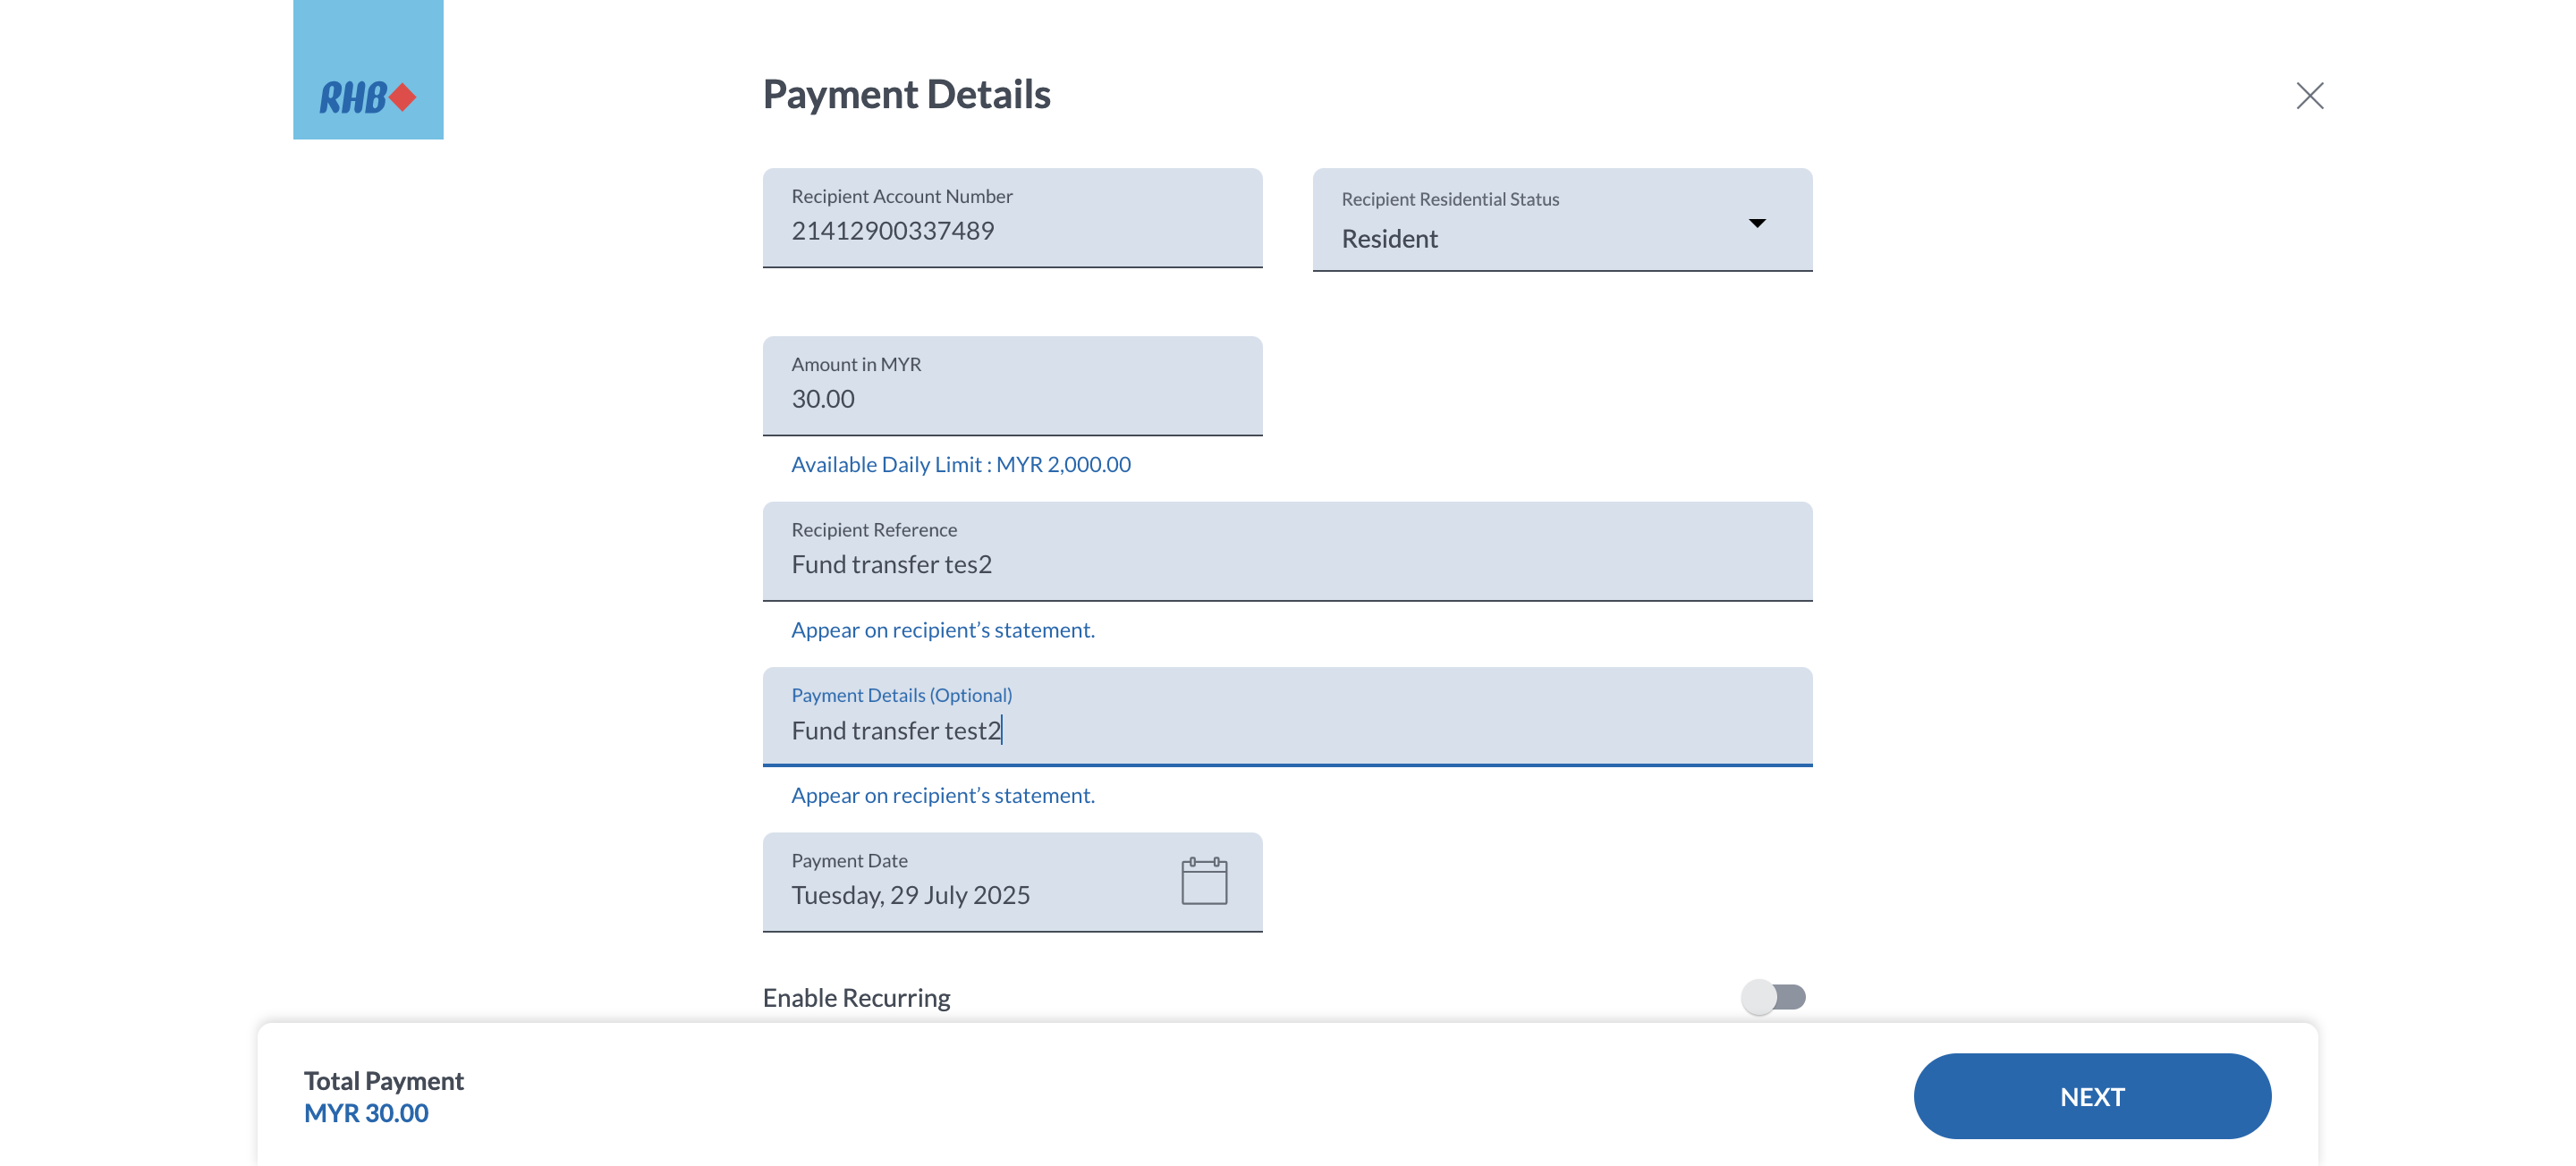 RHB
Payment Details
Recipient Account Number
21412900337489
Recipient Residential Status
Resident
Amount in MYR
30.00
Available Daily Limit : MYR 2,000.00
Recipient Reference
Fund transfer tes2
Appear on recipient’s statement.
Payment Details (Optional)
Fund transfer test2
Appear on recipient’s statement.
Payment Date
Tuesday, 29 July 2025
Enable Recurring
Total Payment
MYR 30.00
NEXT